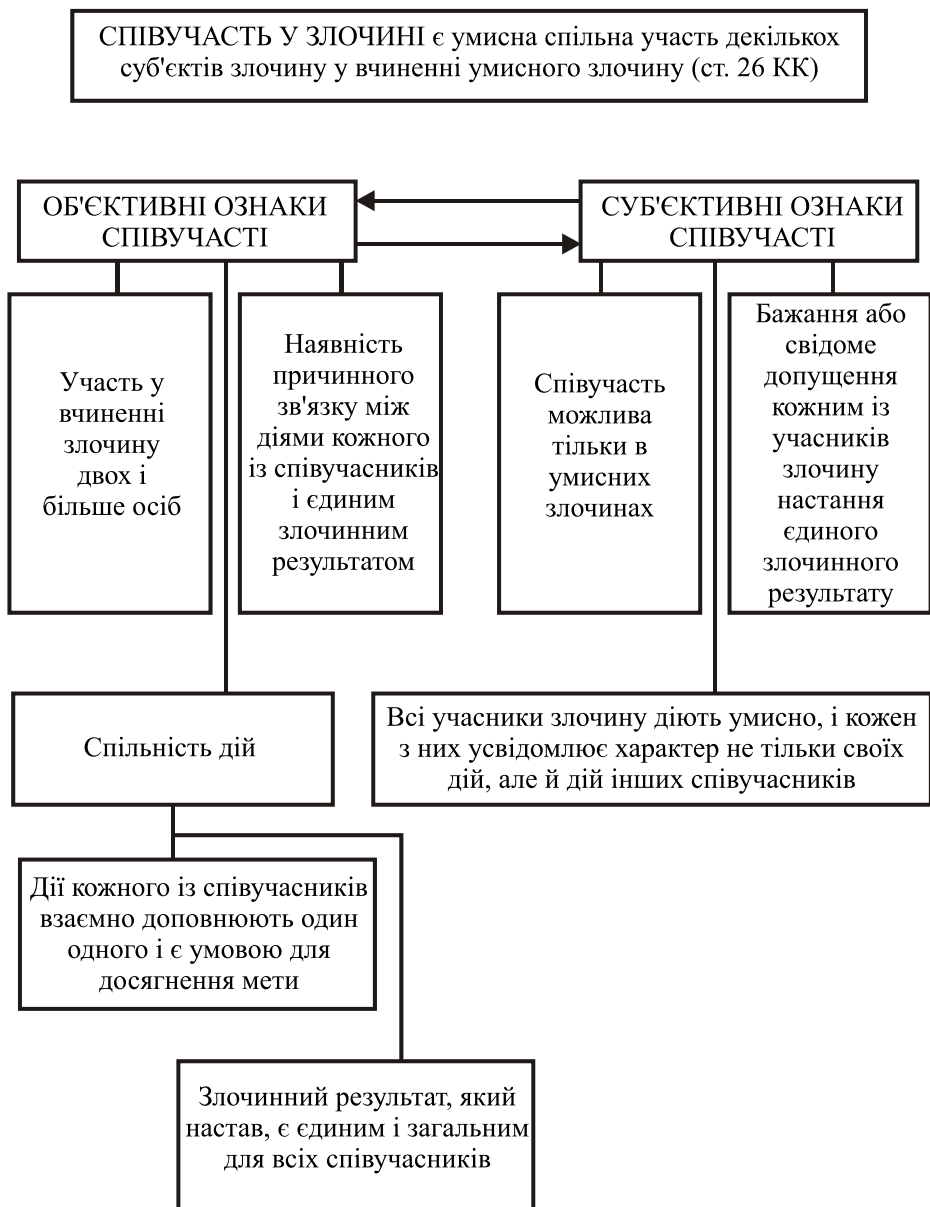 СПІВУЧАСТЬ У ЗЛОЧИНІ є умисна спільна участь декількох
суб'єктів злочину у вчиненні умисного злочину (ст. 26 КК)
ОБ'ЄКТИВНІ ОЗНАКИ
СПІВУЧАСТІ
СУБ'ЄКТИВНІ ОЗНАКИ
СПІВУЧАСТІ
Участь у
вчиненні
злочину
двох і
більше осіб
Наявність
причинного
зв'язку між
діями кожного
із співучасників
і єдиним
злочинним
результатом
Співучасть
можлива
тільки в
умисних
злочинах
Бажання або
свідоме
допущення
кожним із
учасників
злочину
настання
єдиного
злочинного
результату
Спільність дій
Всі учасники злочину діють умисно, і кожен
з них усвідомлює характер не тільки своїх
дій, але й дій інших співучасників
Дії кожного із співучасників
взаємно доповнюють один
одного і є умовою для
досягнення мети
Злочинний результат, який
настав, є єдиним і загальним
для всіх співучасників